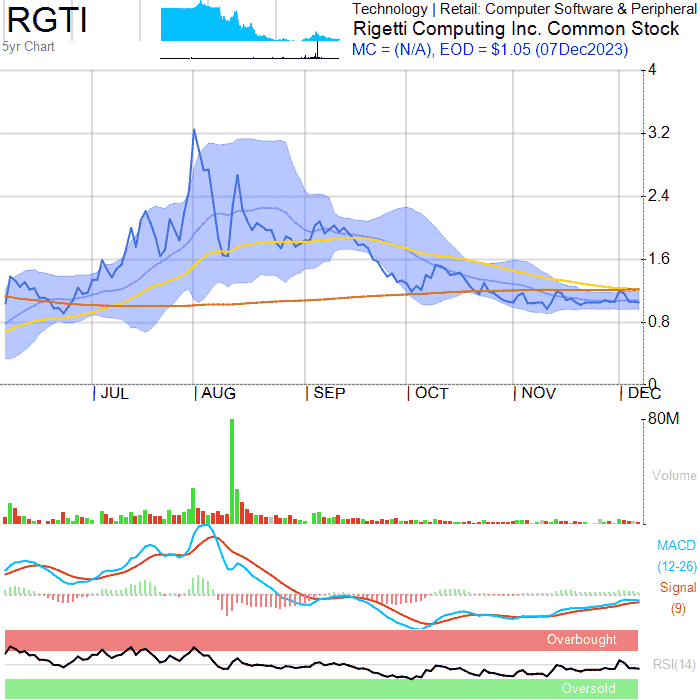 RGTI
5yr Chart
Technology | Retail: Computer Software & Peripheral
Rigetti Computing Inc. Common Stock
MC = (N/A), EOD = $1.05 (07Dec2023)
4
3.2
2.4
1.6
0.8
0
JUL AUG SEP OCT NOV DEC
80M
Volume
MACD
(12-26)
Signal
(9)
Overbought
RSI(14)
Oversold